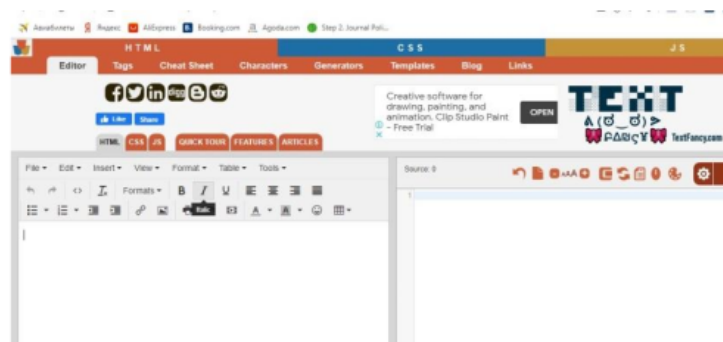 Авиабилеты Яндекс AliExpress Booking.com Agoda.com Step 2. Journal Poli...
HTML CSS JS
Editor Tags Cheat Sheet Characters Generators Templates Blog Links
in digg
Creative software for
drawing, painting, and
animation. Clip Studio Paint
- Free Trial
OPEN
TEXT
TextFancy.com
Like Share
HTML CSS JS QUICK TOUR FEATURES ARTICLES
File Edit Insert View Format Table Tools
Formats B I U
Italic
A A
Source: 0
1